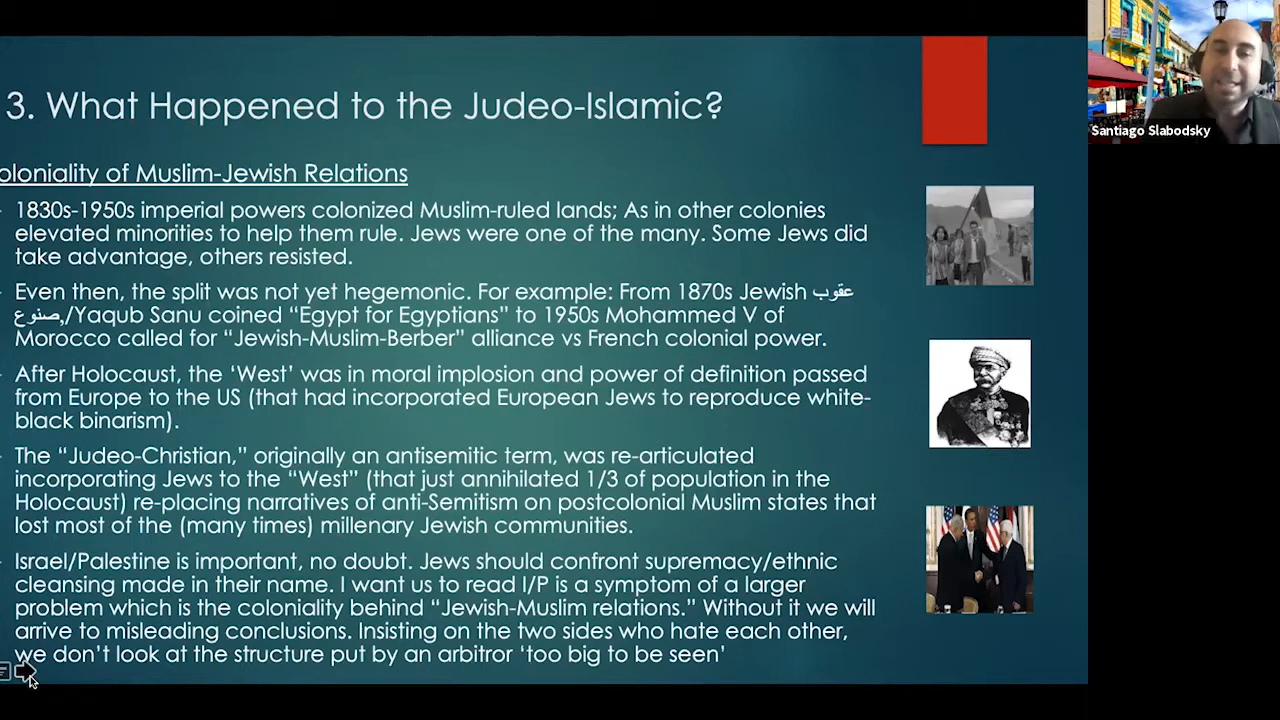 3. What Happened to the Judeo-Islamic?
oloniality of Muslim-Jewish Relations
1830s-1950s imperial powers colonized Muslim-ruled lands; As in other colonies
elevated minorities to help them rule. Jews were one of the many. Some Jews did
take advantage, others resisted.
Even then, the split was not yet hegemonic. For example: From 1870s Jewish عقوب
صنوع,/Yaqub Sanu coined “Egypt for Egyptians” to 1950s Mohammed V of
Morocco called for “Jewish-Muslim-Berber” alliance vs French colonial power.
After Holocaust, the ‘West’ was in moral implosion and power of definition passed
from Europe to the US (that had incorporated European Jews to reproduce white-
black binarism).
The “Judeo-Christian,” originally an antisemitic term, was re-articulated
incorporating Jews to the “West” (that just annihilated 1/3 of population in the
Holocaust) re-placing narratives of anti-Semitism on postcolonial Muslim states that
lost most of the (many times) millenary Jewish communities.
Israel/Palestine is important, no doubt. Jews should confront supremacy/ethnic
cleansing made in their name. I want us to read I/P is a symptom of a larger
problem which is the coloniality behind “Jewish-Muslim relations.” Without it we will
arrive to misleading conclusions. Insisting on the two sides who hate each other,
we don’t look at the structure put by an arbitror ‘too big to be seen’
Santiago Slabodsky